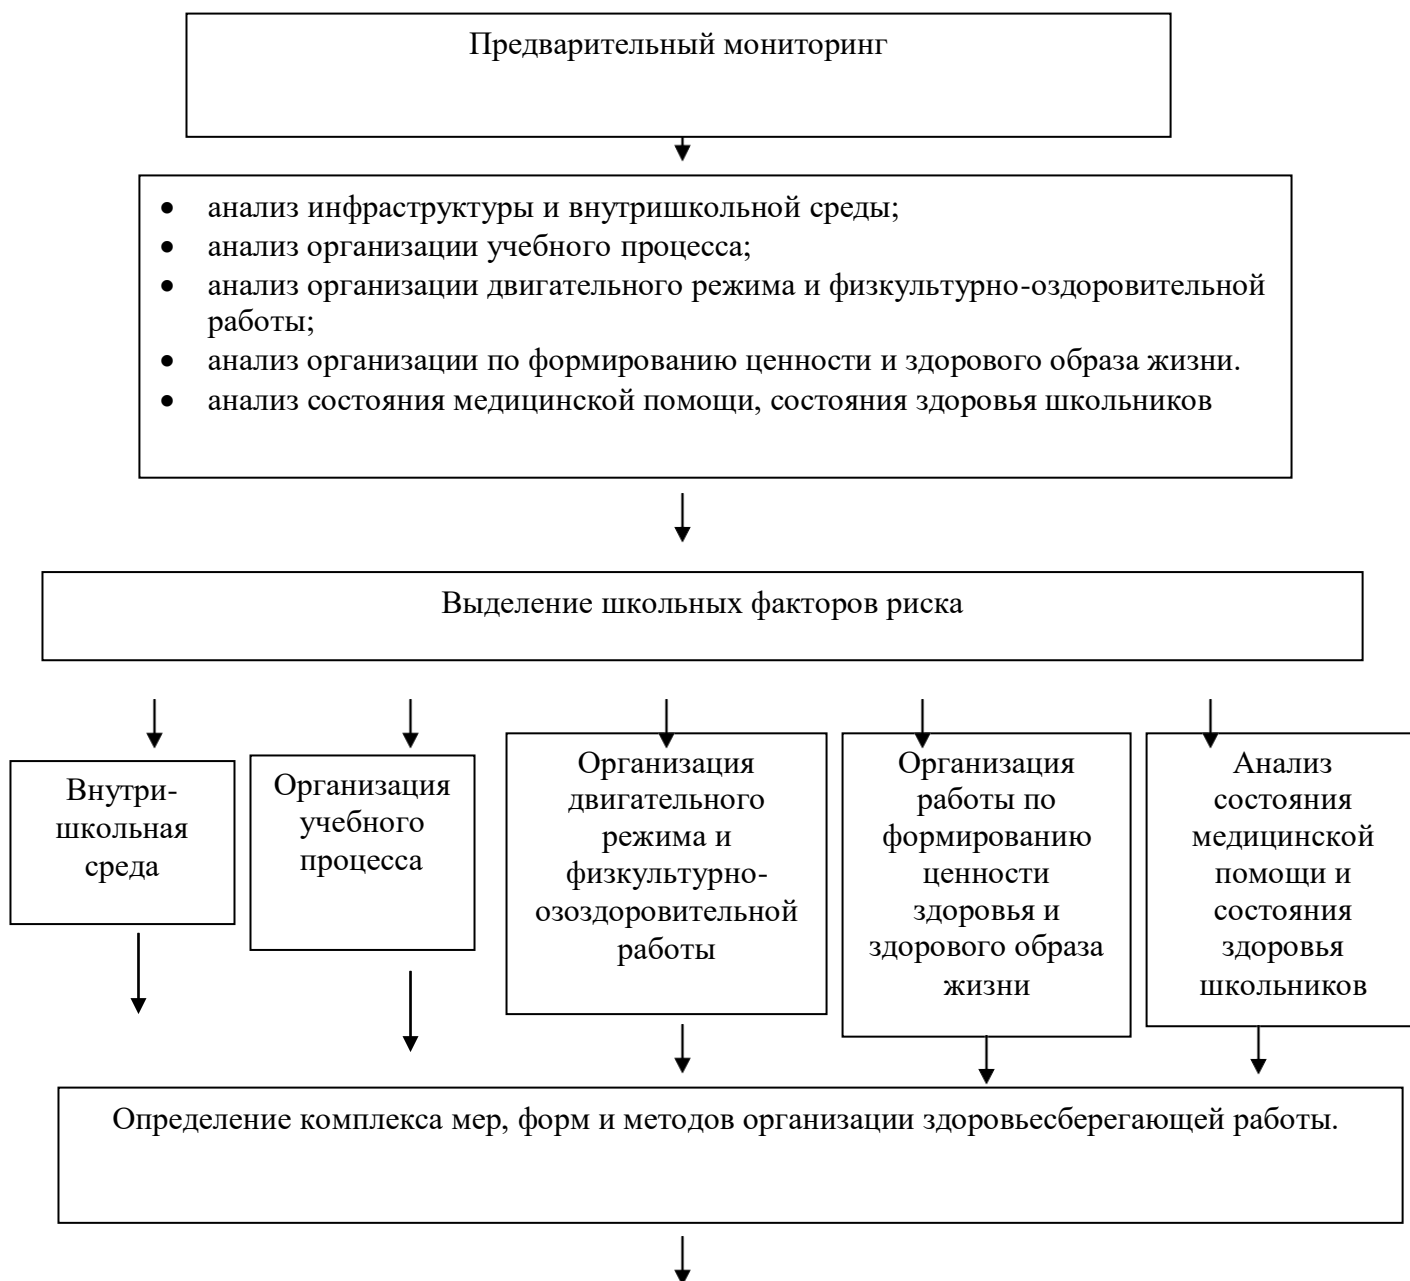 Предварительный мониторинг
• анализ инфраструктуры и внутришкольной среды;
• анализ организации учебного процесса;
• анализ организации двигательного режима и физкультурно-оздоровительной
работы;
• анализ организации по формированию ценности и здорового образа жизни.
• анализ состояния медицинской помощи, состояния здоровья школьников
Выделение школьных факторов риска
Внутри-
школьная
среда
Организация
учебного
процесса
Организация
двигательного
режима и
физкультурно-
озоздоровительной
работы
Организация
работы по
формированию
ценности
здоровья и
здорового образа
жизни
Анализ
состояния
медицинской
помощи и
состояния
здоровья
школьников
Определение комплекса мер, форм и методов организации здоровьесберегающей работы.